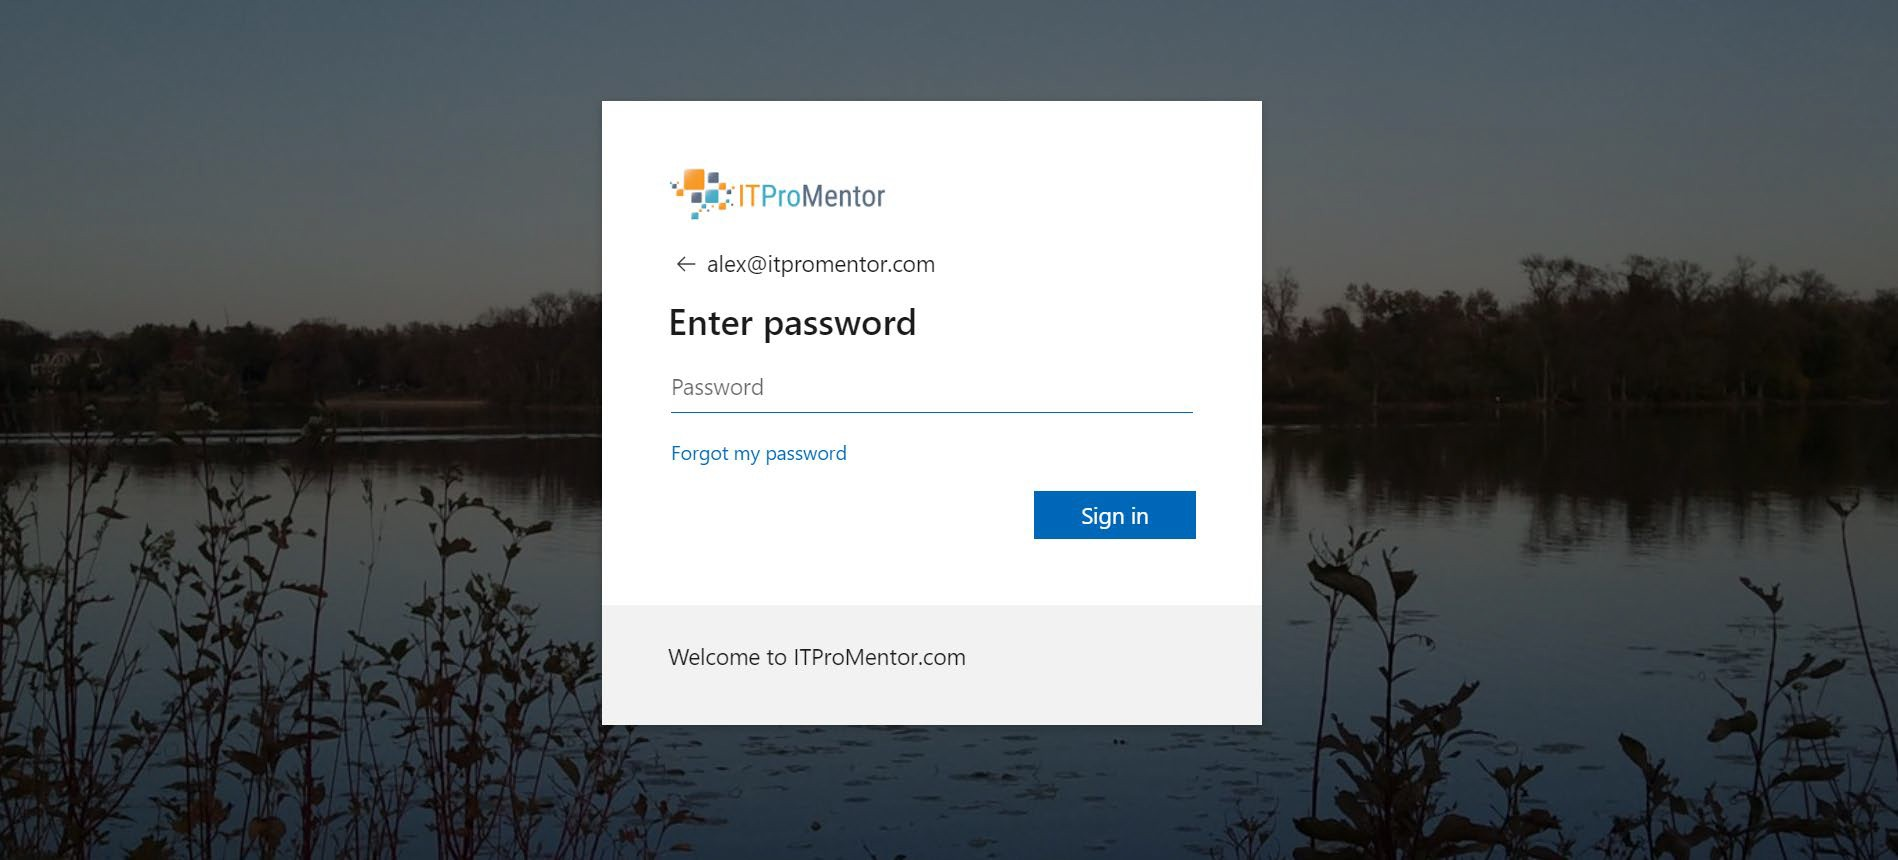 ITProMentor
alex@itpromentor.com
Enter password
Password
Forgot my password
Sign in
Welcome to ITProMentor.com